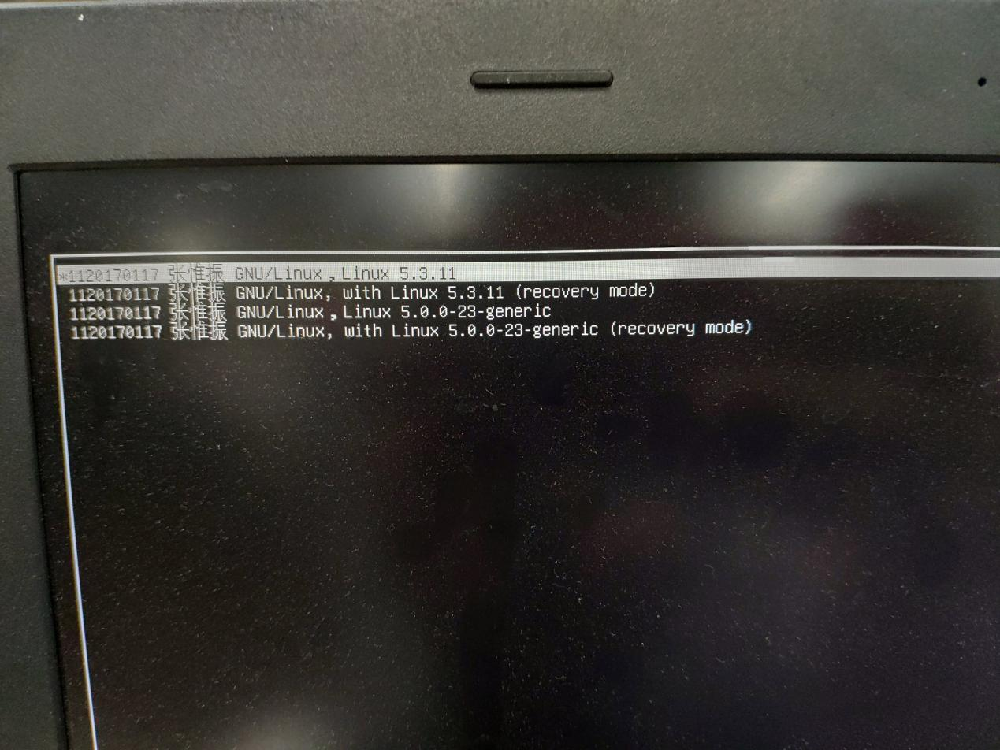 *1120170117 张惟振 GNU/Linux，Linux 5.3.11
1120170117 张惟振 GNU/Linux, with Linux 5.3.11 (recovery mode)
1120170117 张惟振 GNU/Linux，Linux 5.0.0-23-generic
1120170117 张惟振 GNU/Linux, with Linux 5.0.0-23-generic (recovery mode)